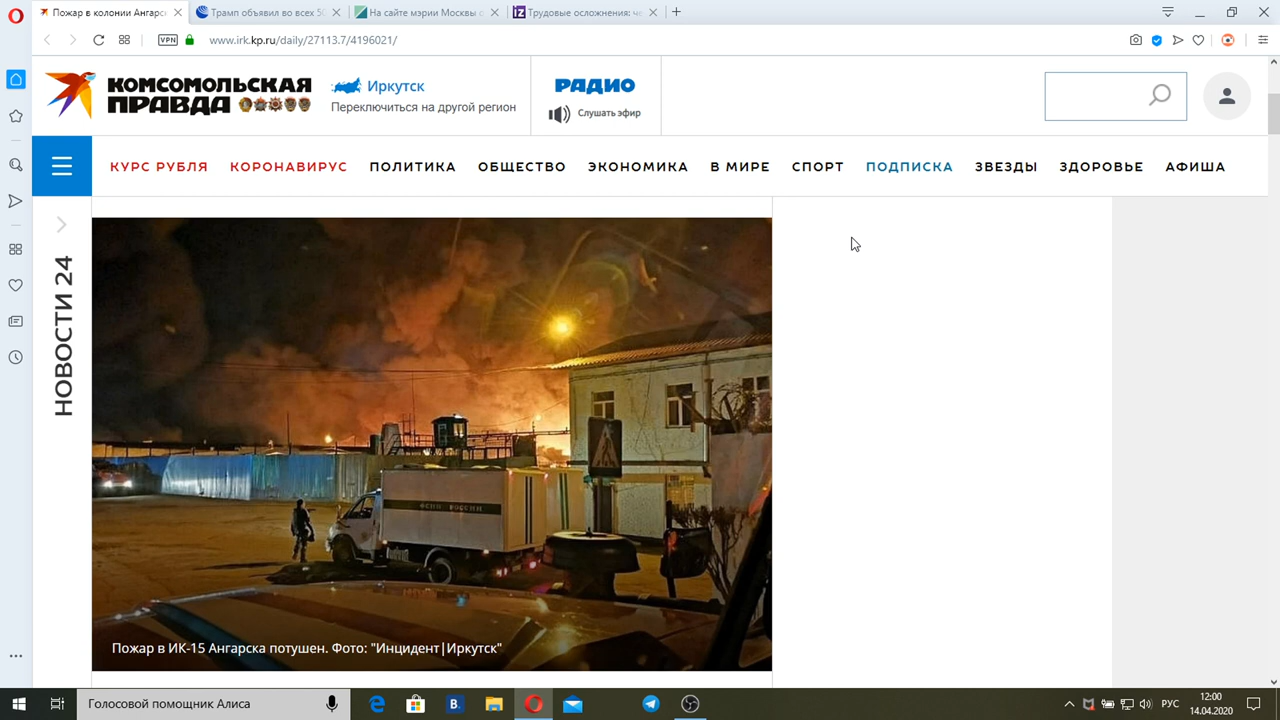 Пожар в колонии Ангарс
Трамп объявил во всех 50
На сайте мэрии Москвы с
Трудовые осложнения: че
VPN
www.irk.kp.ru/daily/27113.7/4196021/
КОМСОМОЛЬСКАЯ
ПРАВДА
Иркутск
Переключиться на другой регион
РАДИО
Слушать эфир
КУРС РУБЛЯ КОРОНАВИРУС ПОЛИТИКА ОБЩЕСТВО ЭКОНОМИКА В МИРЕ СПОРТ ПОДПИСКА ЗВЕЗДЫ ЗДОРОВЬЕ АФИША
НОВОСТИ 24
ФСИН РОССИИ
Пожар в ИК-15 Ангарска потушен. Фото: "Инцидент|Иркутск"
Голосовой помощник Алиса
РУС
12:00
14.04.2020